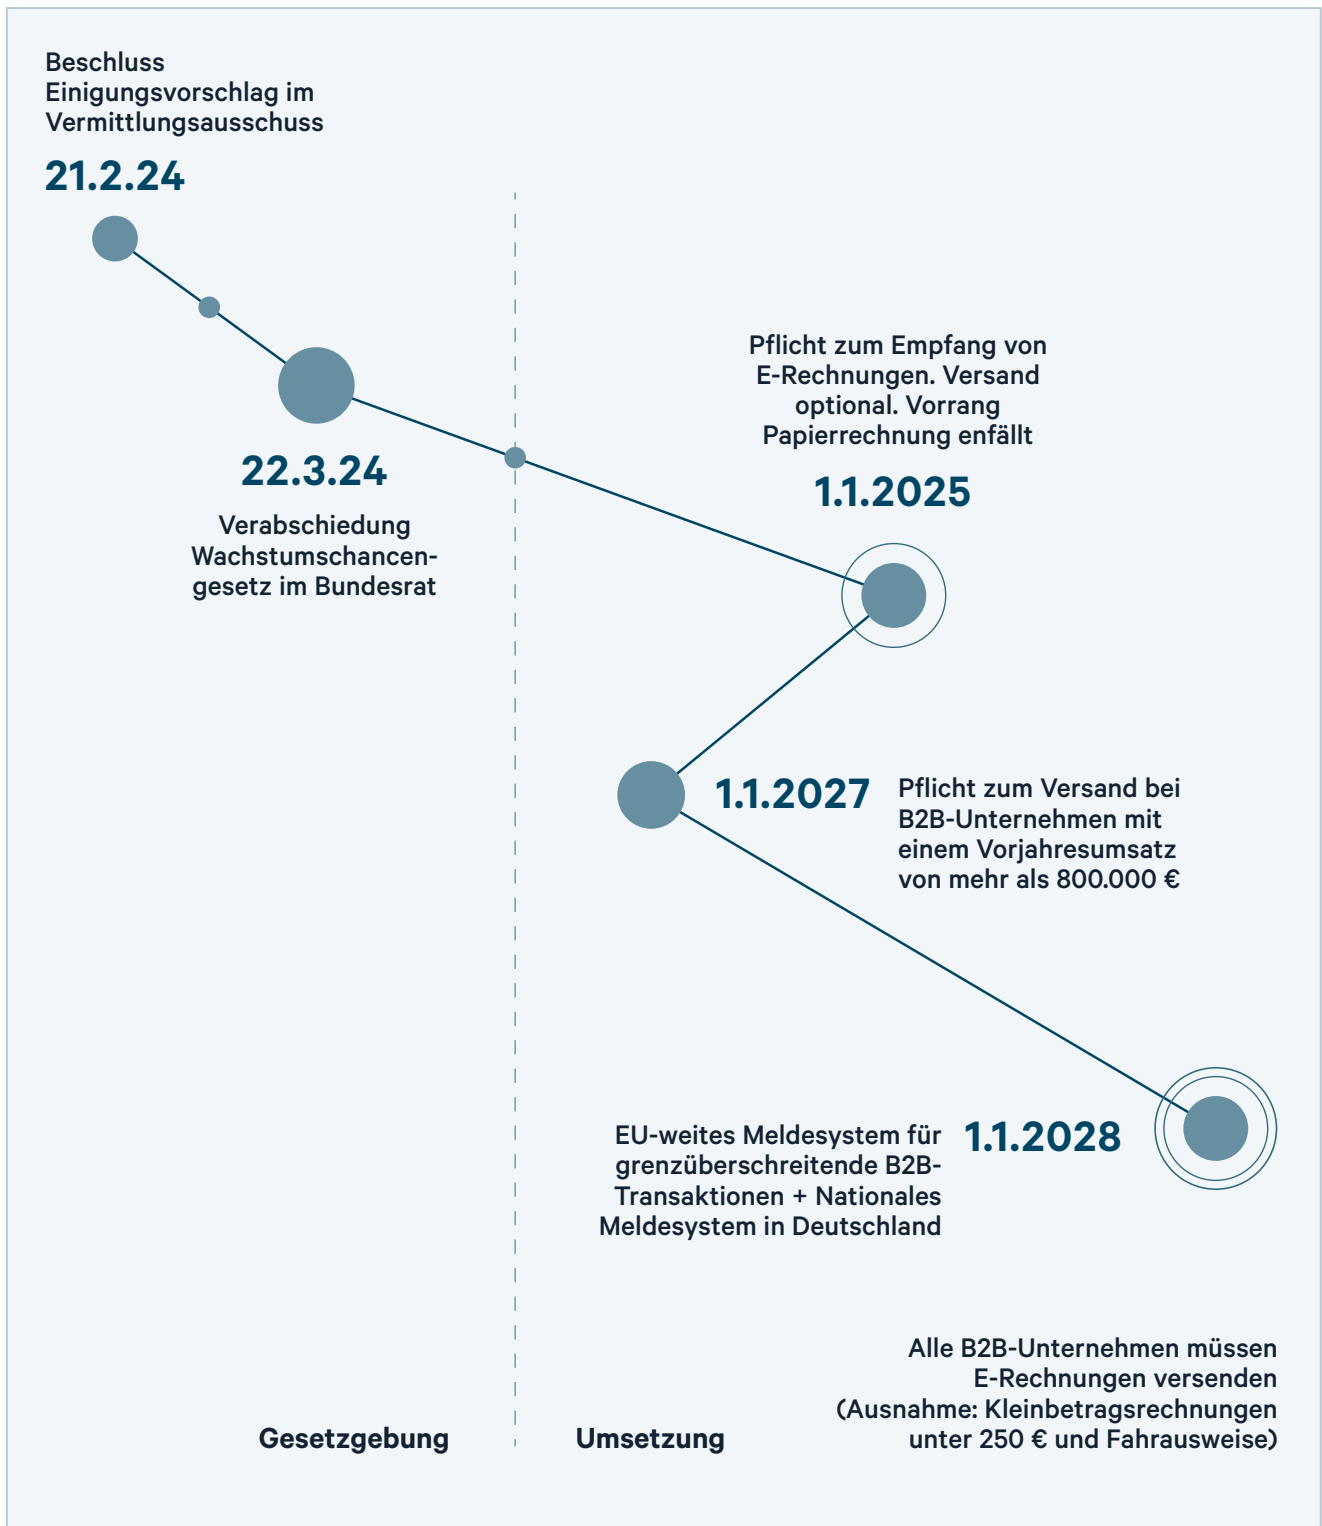 Beschluss
Einigungsvorschlag im
Vermittlungsausschuss
21.2.24
22.3.24
Verabschiedung
Wachstumschancen-
gesetz im Bundesrat
Pflicht zum Empfang von
E-Rechnungen. Versand
optional. Vorrang
Papierrechnung enfällt
1.1.2025
1.1.2027
Pflicht zum Versand bei
B2B-Unternehmen mit
einem Vorjahresumsatz
von mehr als 800.000 €
EU-weites Meldesystem für
grenzüberschreitende B2B-
Transaktionen + Nationales
Meldesystem in Deutschland
1.1.2028
Alle B2B-Unternehmen müssen
E-Rechnungen versenden
(Ausnahme: Kleinbetragsrechnungen
unter 250 € und Fahrausweise)
Gesetzgebung
Umsetzung